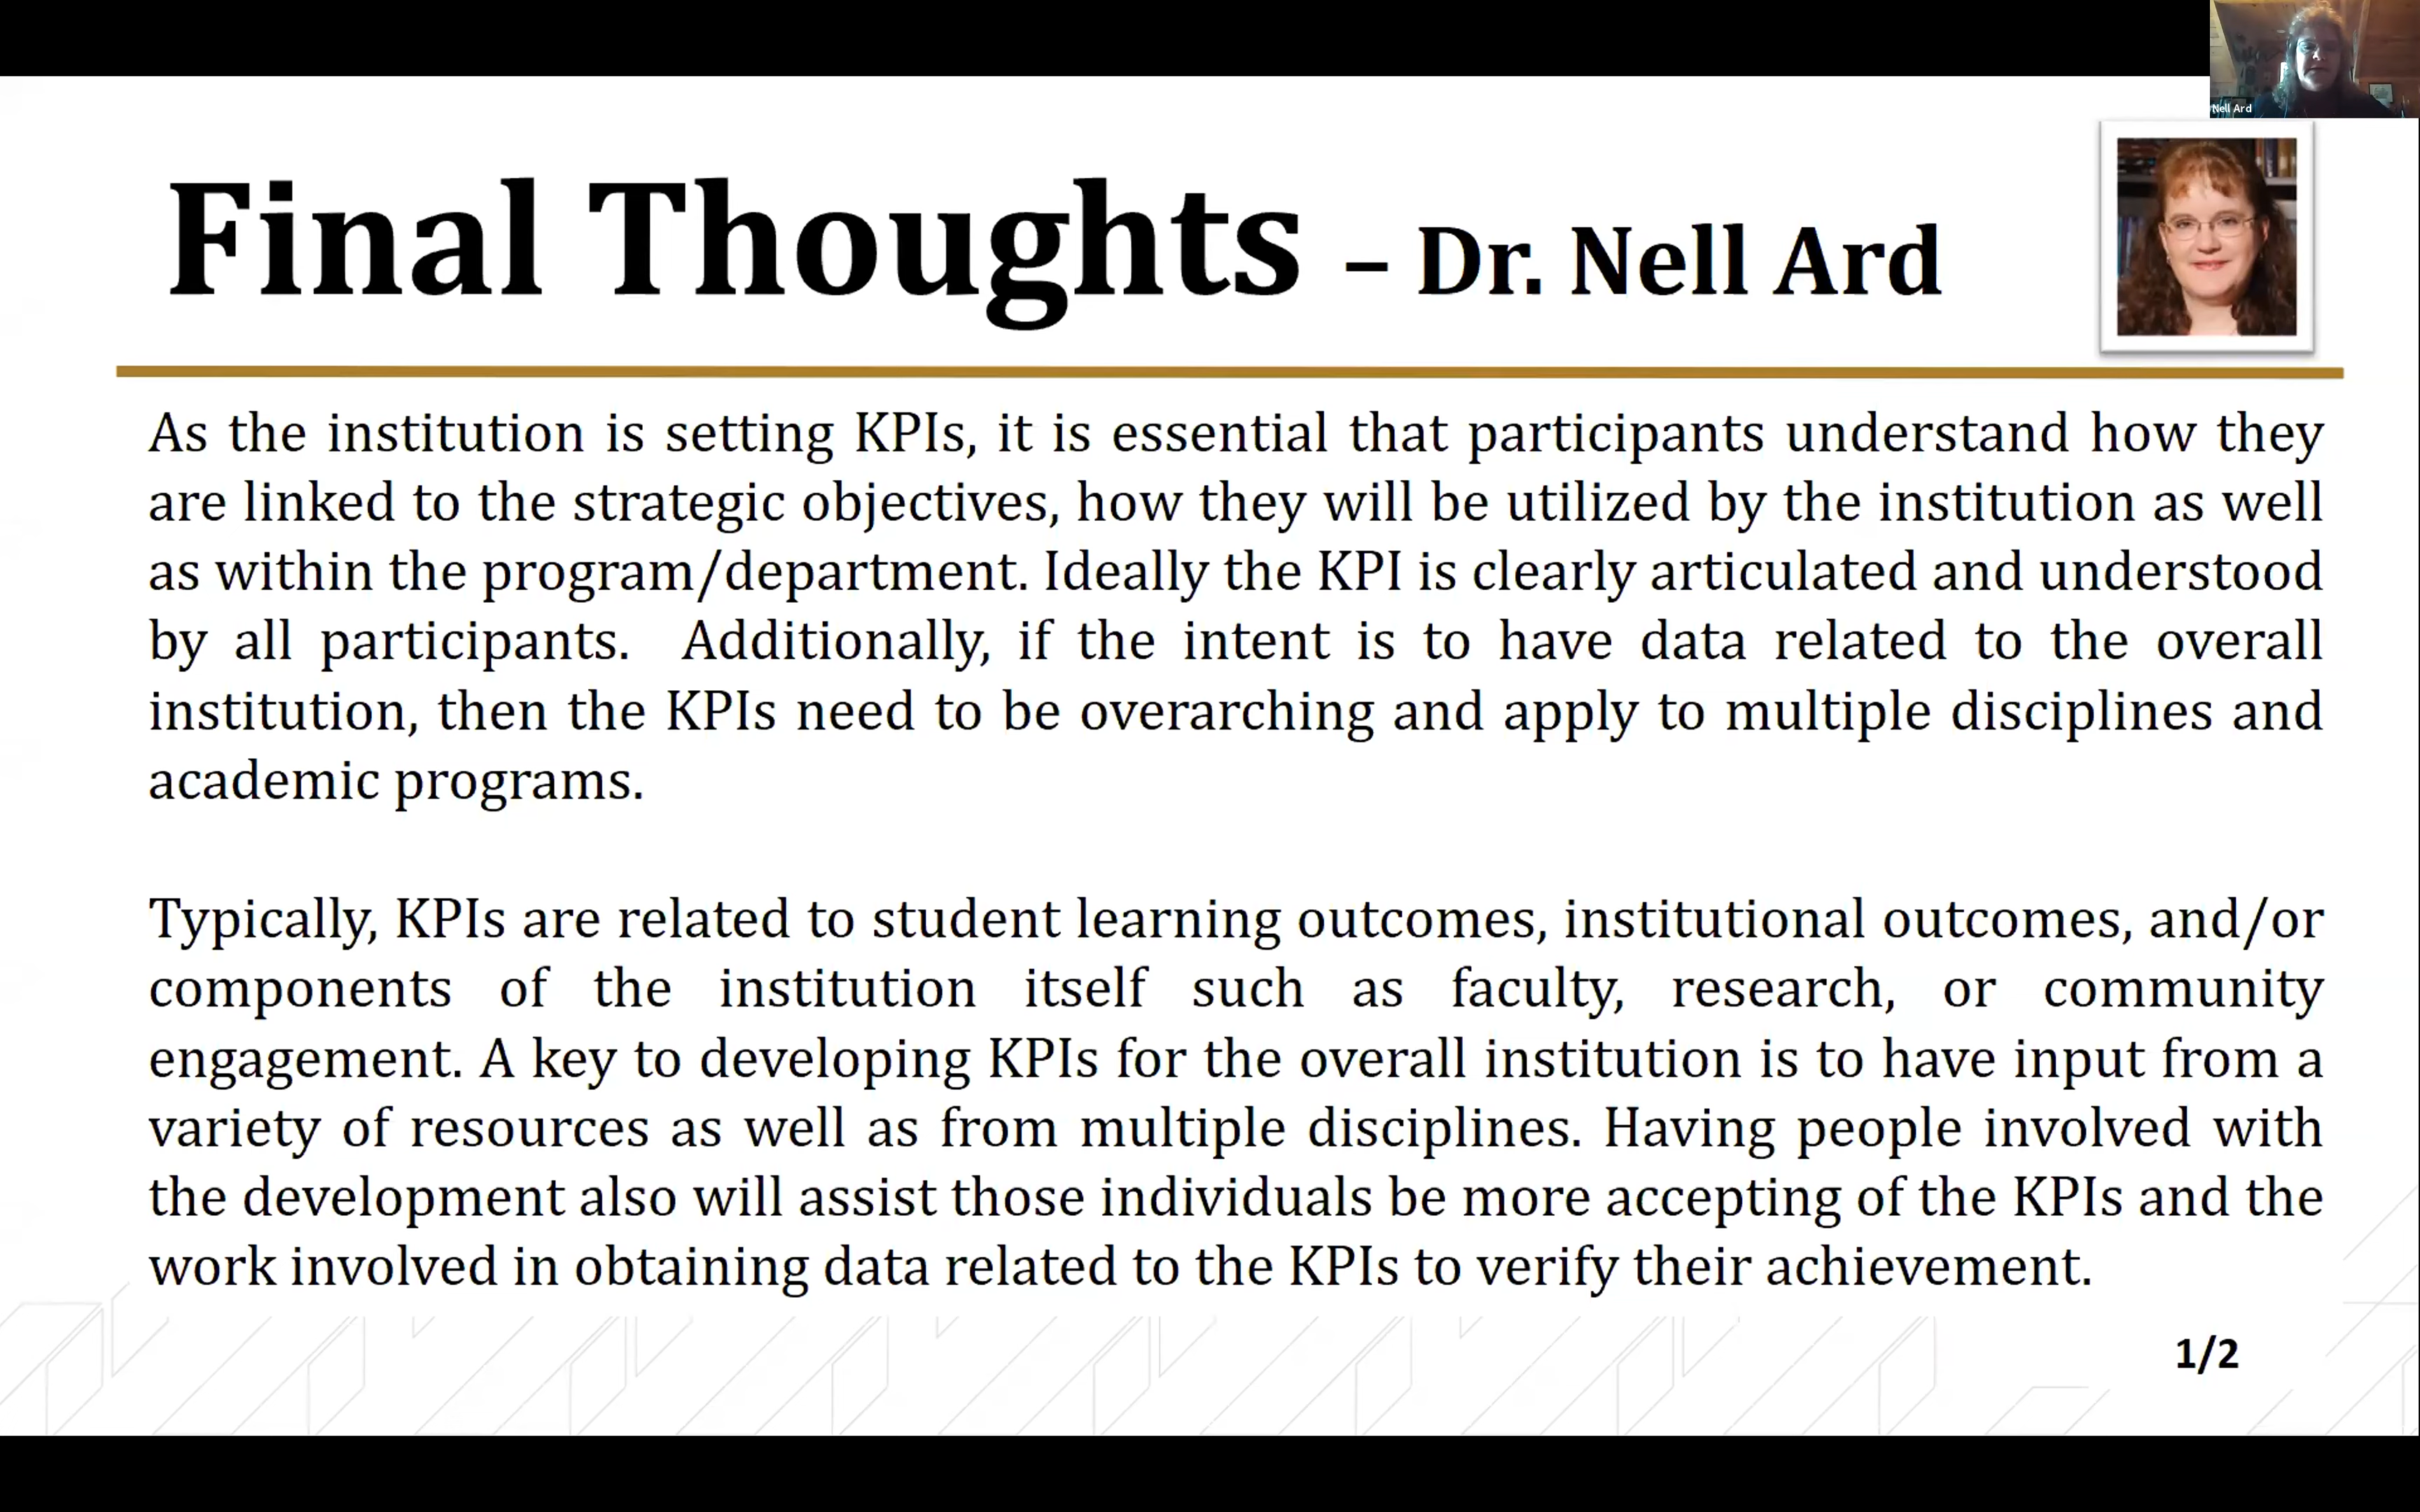 Nell Ard
Final Thoughts – Dr. Nell Ard
As the institution is setting KPIs, it is essential that participants understand how they
are linked to the strategic objectives, how they will be utilized by the institution as well
as within the program/department. Ideally the KPI is clearly articulated and understood
by all participants.  Additionally, if the intent is to have data related to the overall
institution, then the KPIs need to be overarching and apply to multiple disciplines and
academic programs.
Typically, KPIs are related to student learning outcomes, institutional outcomes, and/or
components of the institution itself such as faculty, research, or community
engagement. A key to developing KPIs for the overall institution is to have input from a
variety of resources as well as from multiple disciplines. Having people involved with
the development also will assist those individuals be more accepting of the KPIs and the
work involved in obtaining data related to the KPIs to verify their achievement.
1/2